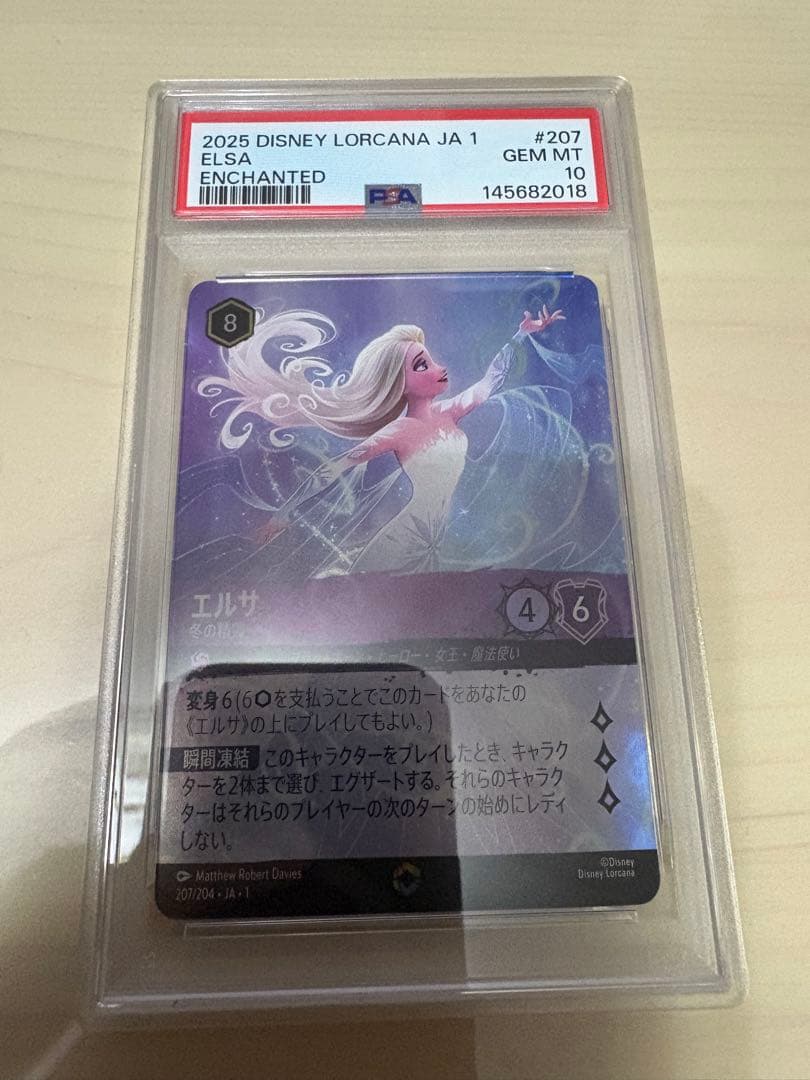 2025 DISNEY LORCANA JA 1 #207
ELSA GEM MT
ENCHANTED 10
PSA 145682018
8
エルサ
4 6
冬の精
ーロー・女王・魔法使い
変身 6 (6 を支払うことでこのカードをあなたの
《エルサ》の上にプレイしてもよい。)
瞬間凍結 このキャラクターをプレイしたとき、キャラク
ターを2体まで選び、エグザートする。それらのキャラク
ターはそれらのプレイヤーの次のターンの始めにレディ
しない。
Matthew Robert Davies
207/204・JA・1
©Disney
Disney Lorcana